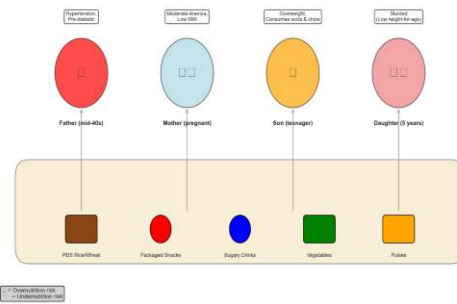 Hypertension,
Pre-diabetic
Moderate Anemia,
Low BMI
Overweight,
Consumes soda & chips
Stunted
(Low height-for-age)
Father (mid-40s)
Mother (pregnant)
Son (teenager)
Daughter (5 years)
PDS Rice/Wheat
Packaged Snacks
Sugary Drinks
Vegetables
Pulses
= Overnutrition risk
= Undernutrition risk